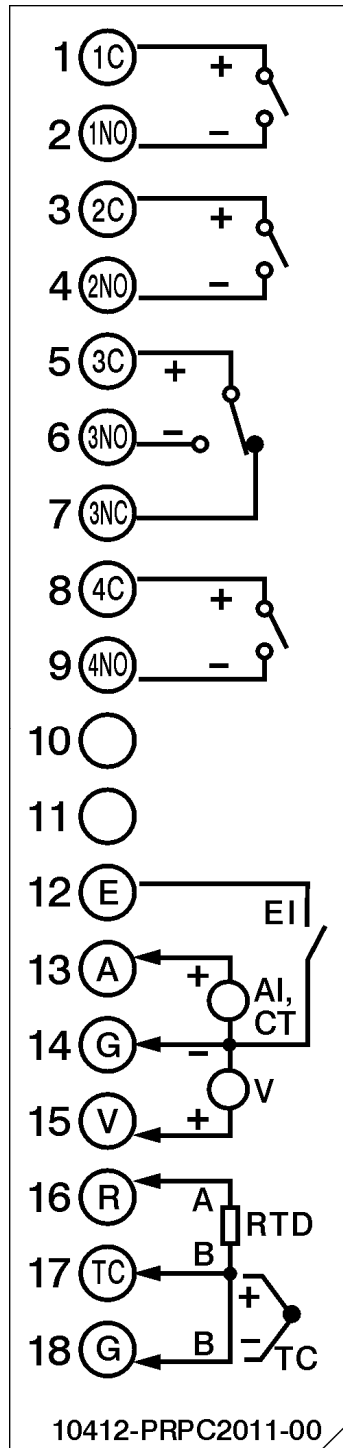 1 1C +
2 1NO −
3 2C +
4 2NO −
5 3C +
6 3NO −
7 3NC
8 4C +
9 4NO −
10
11
12 E EI
13 A + AI,
CT
14 G −
V
15 V +
16 R A RTD
17 TC B +
18 G B − TC
10412-PRPC2011-00